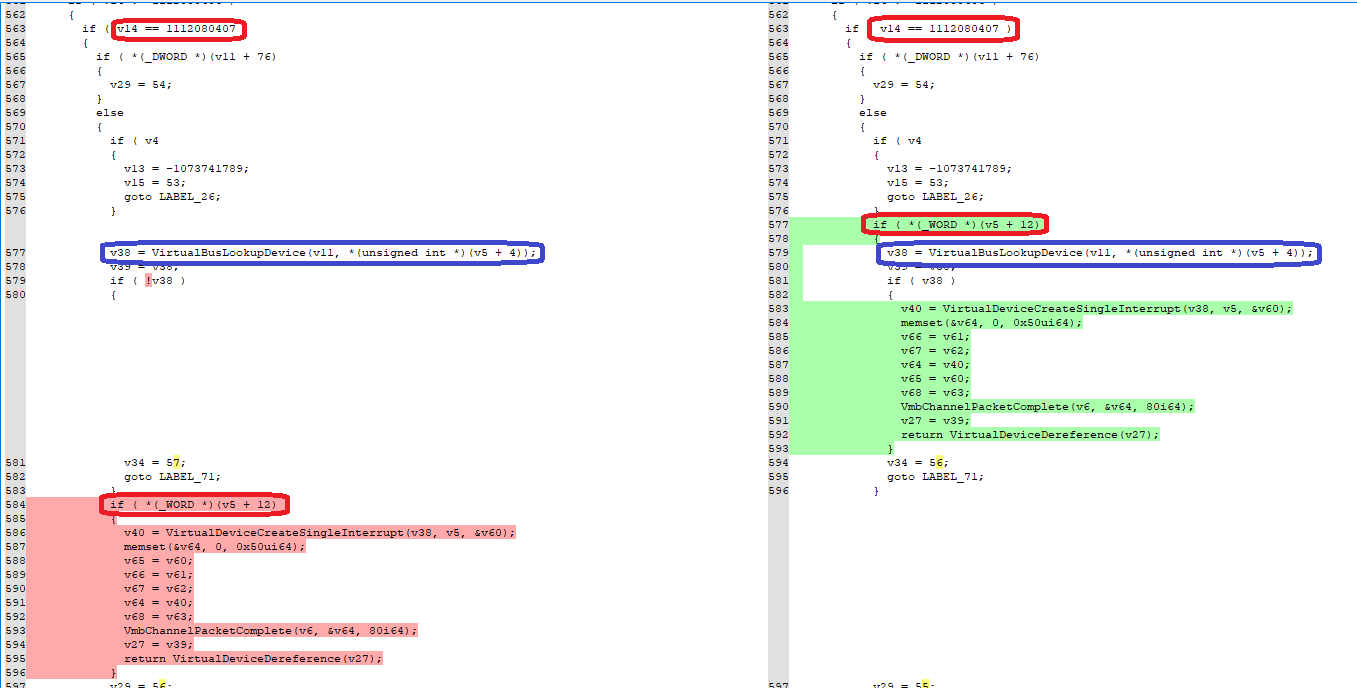 562 {
563 if ( v14 == 1112080407
564 {
565 if ( *(_DWORD *)(v11 + 76)
566 {
567 v29 = 54;
568 }
569 else
570 {
571 if ( v4
572 {
573 v13 = -1073741789;
574 v15 = 53;
575 goto LABEL_26;
576 }
577 v38 = VirtualBusLookupDevice(v11, *(unsigned int *)(v5 + 4));
578 v39 = v38;
579 if ( !v38 )
580 {
581 v34 = 57;
582 goto LABEL_71;
583 }
584 if ( *(_WORD *)(v5 + 12)
585 {
586 v40 = VirtualDeviceCreateSingleInterrupt(v38, v5, &v60);
587 memset(&v64, 0, 0x50ui64);
588 v65 = v60;
589 v66 = v61;
590 v67 = v62;
591 v64 = v40;
592 v68 = v63;
593 VmbChannelPacketComplete(v6, &v64, 80i64);
594 v27 = v39;
595 return VirtualDeviceDereference(v27);
596 }
597 v29 = 56;
562 {
563 if ( v14 == 1112080407 )
564 {
565 if ( *(_DWORD *)(v11 + 76)
566 {
567 v29 = 54;
568 }
569 else
570 {
571 if ( v4
572 {
573 v13 = -1073741789;
574 v15 = 53;
575 goto LABEL_26;
576 }
577 if ( *(_WORD *)(v5 + 12)
578 {
579 v38 = VirtualBusLookupDevice(v11, *(unsigned int *)(v5 + 4));
580 v39 = v38;
581 if ( v38 )
582 {
583 v40 = VirtualDeviceCreateSingleInterrupt(v38, v5, &v60);
584 memset(&v64, 0, 0x50ui64);
585 v66 = v61;
586 v67 = v62;
587 v64 = v40;
588 v65 = v60;
589 v68 = v63;
590 VmbChannelPacketComplete(v6, &v64, 80i64);
591 v27 = v39;
592 return VirtualDeviceDereference(v27);
593 }
594 v34 = 56;
595 goto LABEL_71;
596 }
597 v29 = 55;